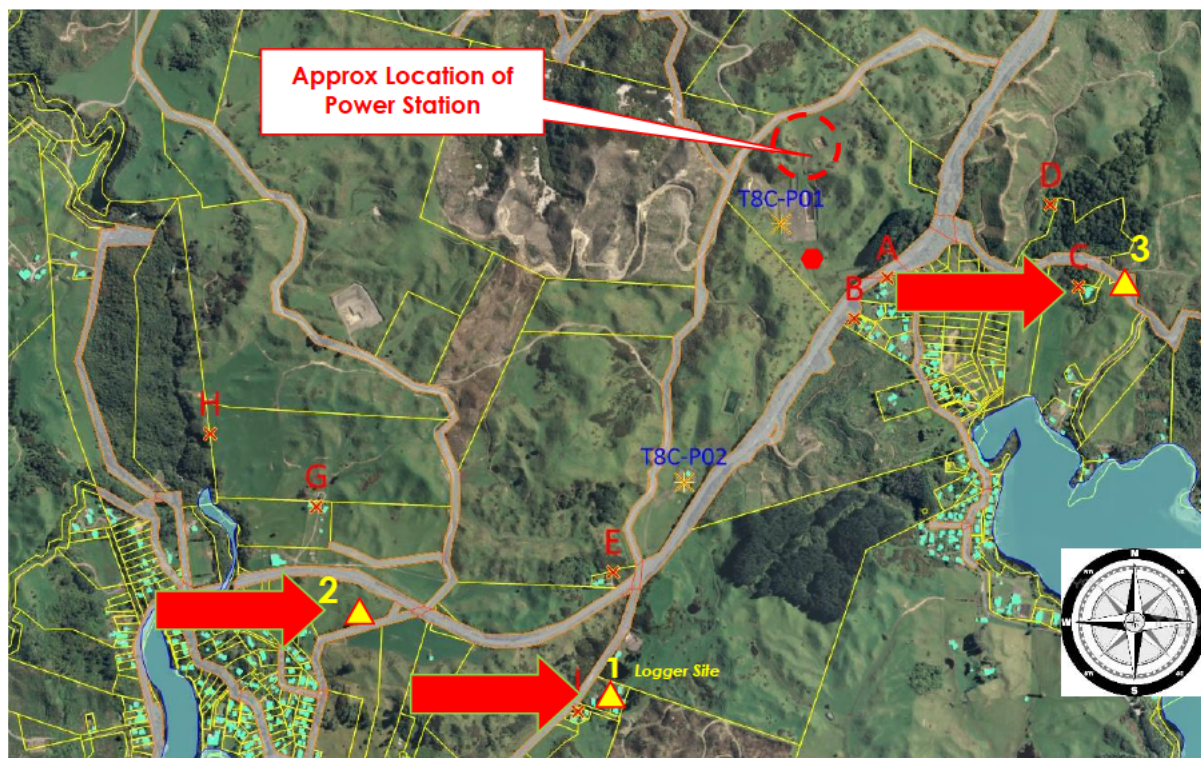 Approx Location of
Power Station
T8C-P01
D
3
A
C
B
H
T8C-P02
G
E
2
1
Logger Site
N
W
E
S